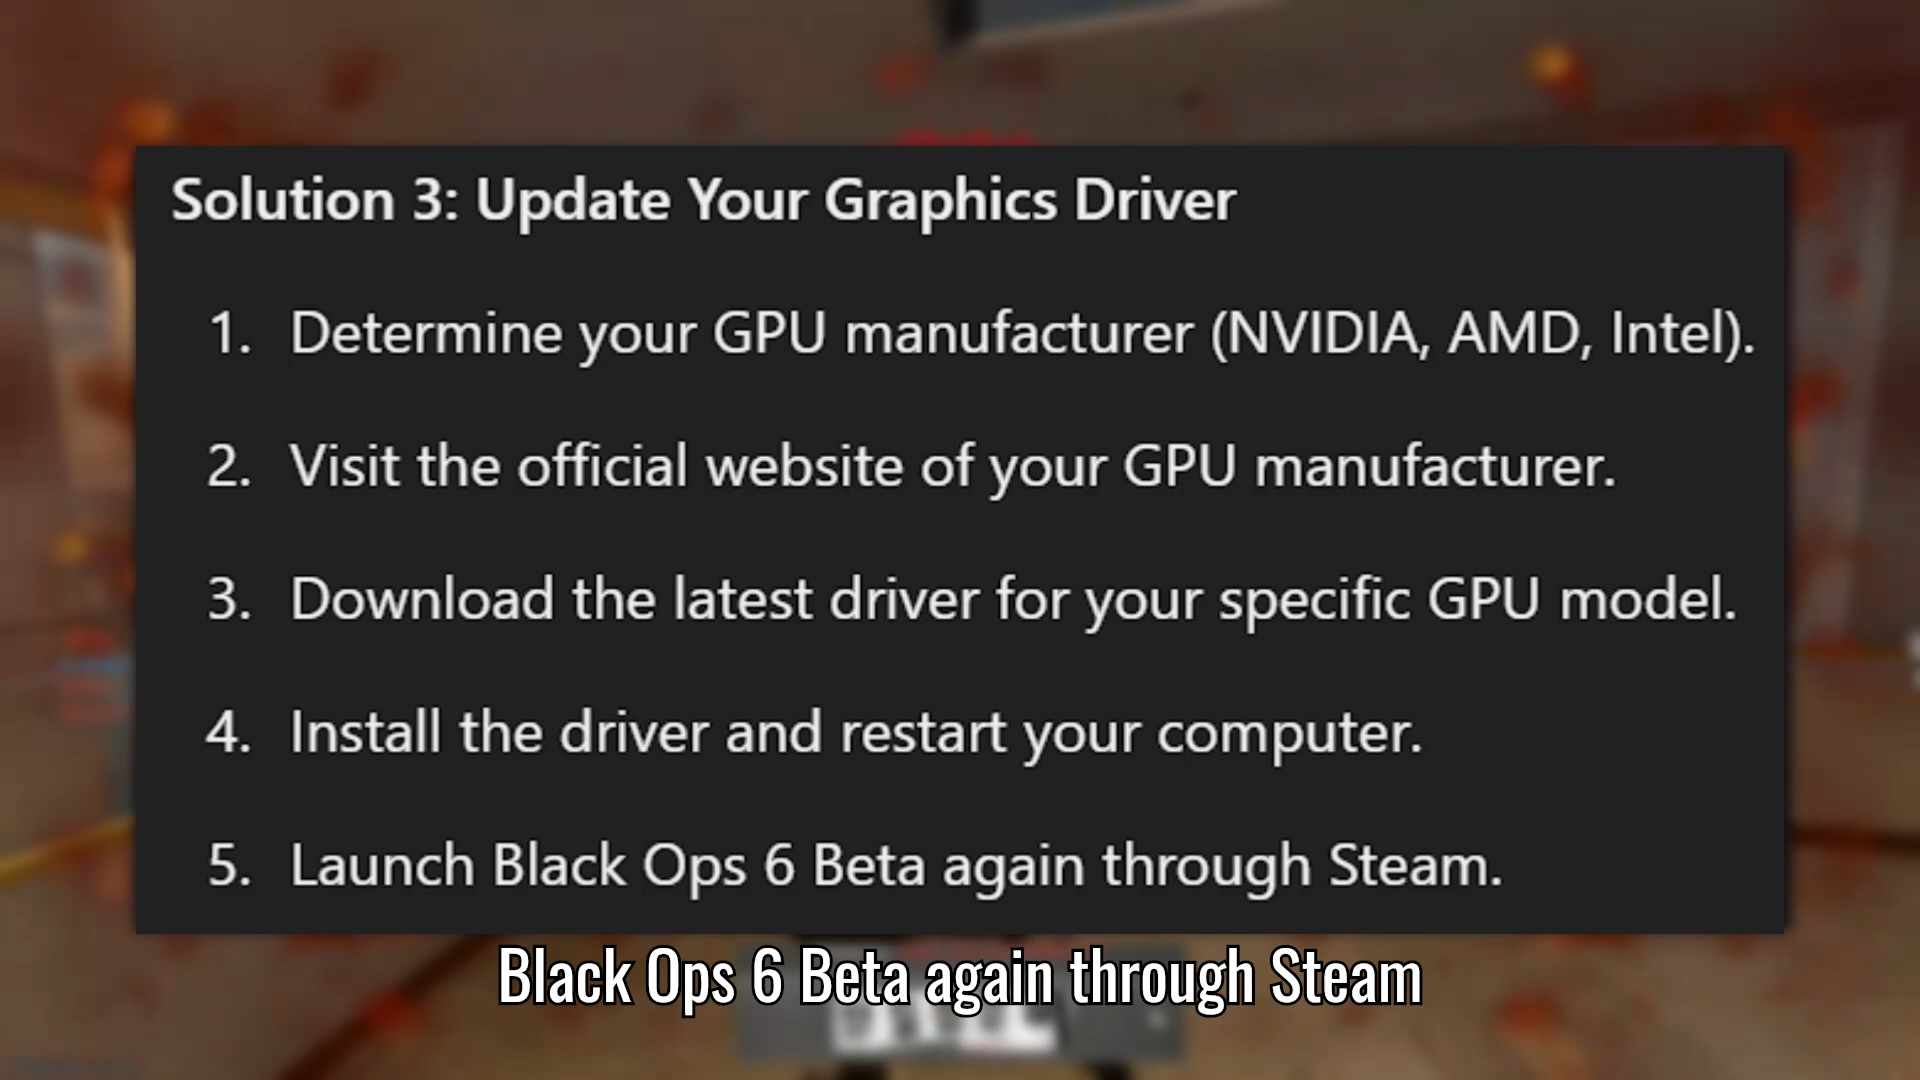 Solution 3: Update Your Graphics Driver
1. Determine your GPU manufacturer (NVIDIA, AMD, Intel).
2. Visit the official website of your GPU manufacturer.
3. Download the latest driver for your specific GPU model.
4. Install the driver and restart your computer.
5. Launch Black Ops 6 Beta again through Steam.
Black Ops 6 Beta again through Steam